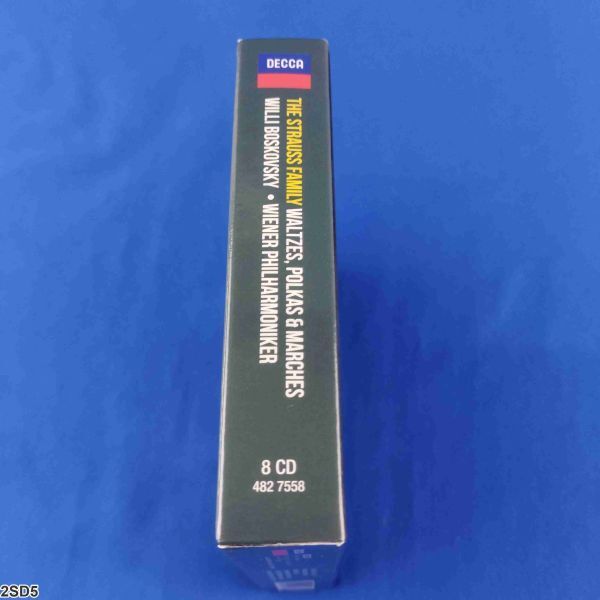 DECCA
THE STRAUSS FAMILY WALTZES, POLKAS & MARCHES
WILLI BOSKOVSKY • WIENER PHILHARMONIKER
8 CD
482 7558
2SD5